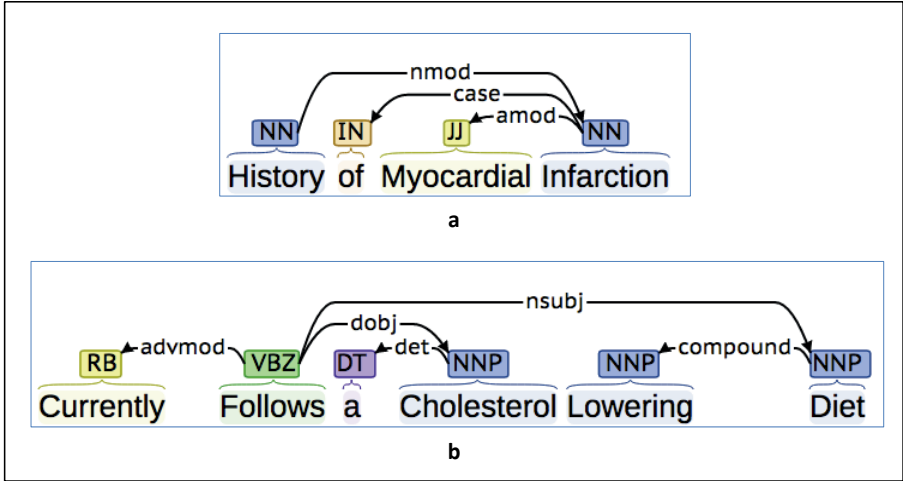 nmod
case
amod
NN IN JJ NN
History of Myocardial Infarction
a
nsubj
dobj
advmod det compound
RB VBZ DT NNP NNP NNP
Currently Follows a Cholesterol Lowering Diet
b